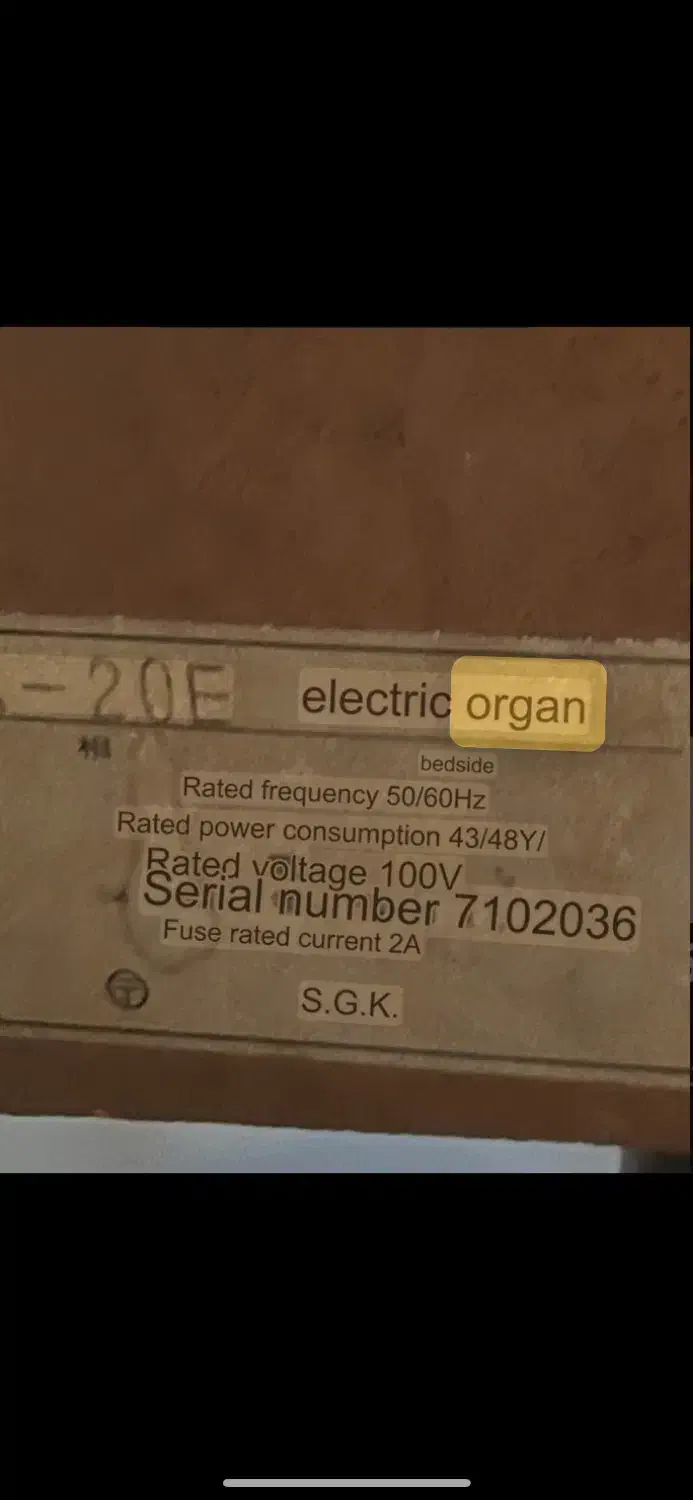 -20E electric organ
相
bedside
Rated frequency 50/60Hz
Rated power consumption 43/48Y/
Rated voltage 100V
Serial number 7102036
Fuse rated current 2A
S.G.K.